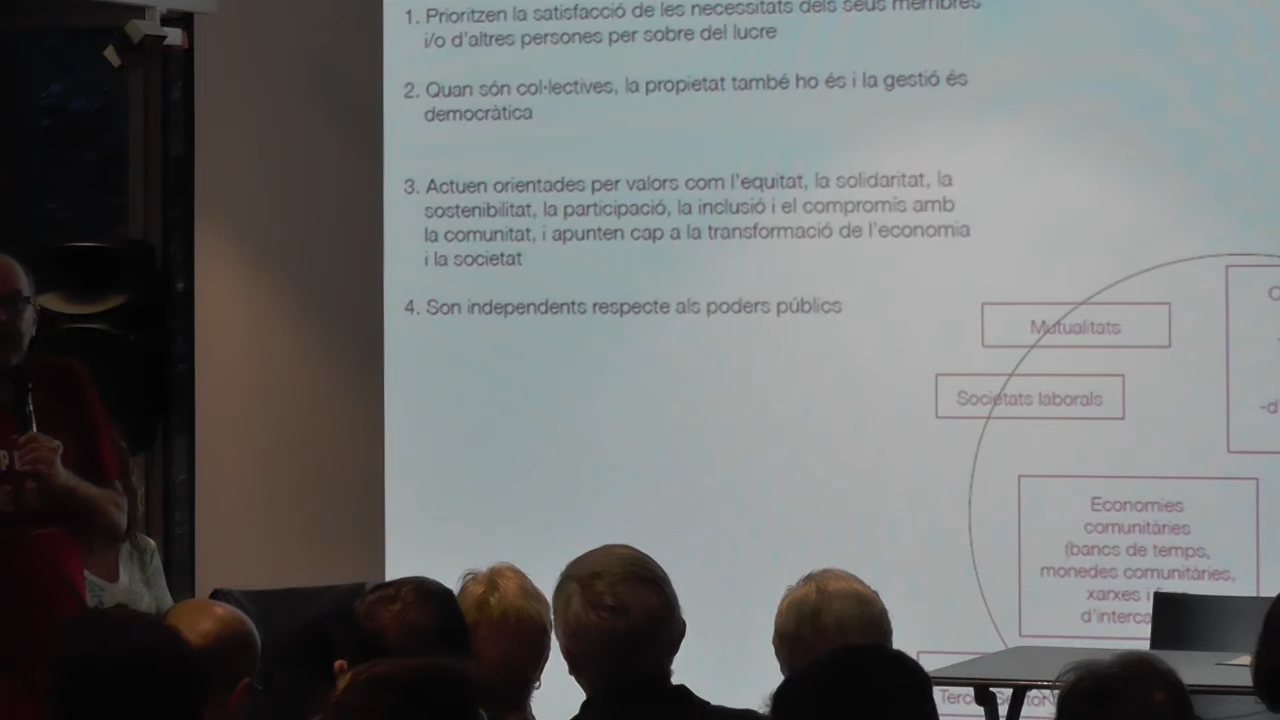 1. Prioritzen la satisfacció de les necessitats dels seus membres
i/o d'altres persones per sobre del lucre
2. Quan són col·lectives, la propietat també ho és i la gestió és
democràtica
3. Actuen orientades per valors com l'equitat, la solidaritat, la
sostenibilitat, la participació, la inclusió i el compromís amb
la comunitat, i apunten cap a la transformació de l'economia
i la societat
4. Son independents respecte als poders públics
Mutualitats
Societats laborals
Economies
comunitàries
(bancs de temps,
monedes comunitàries,
xarxes i